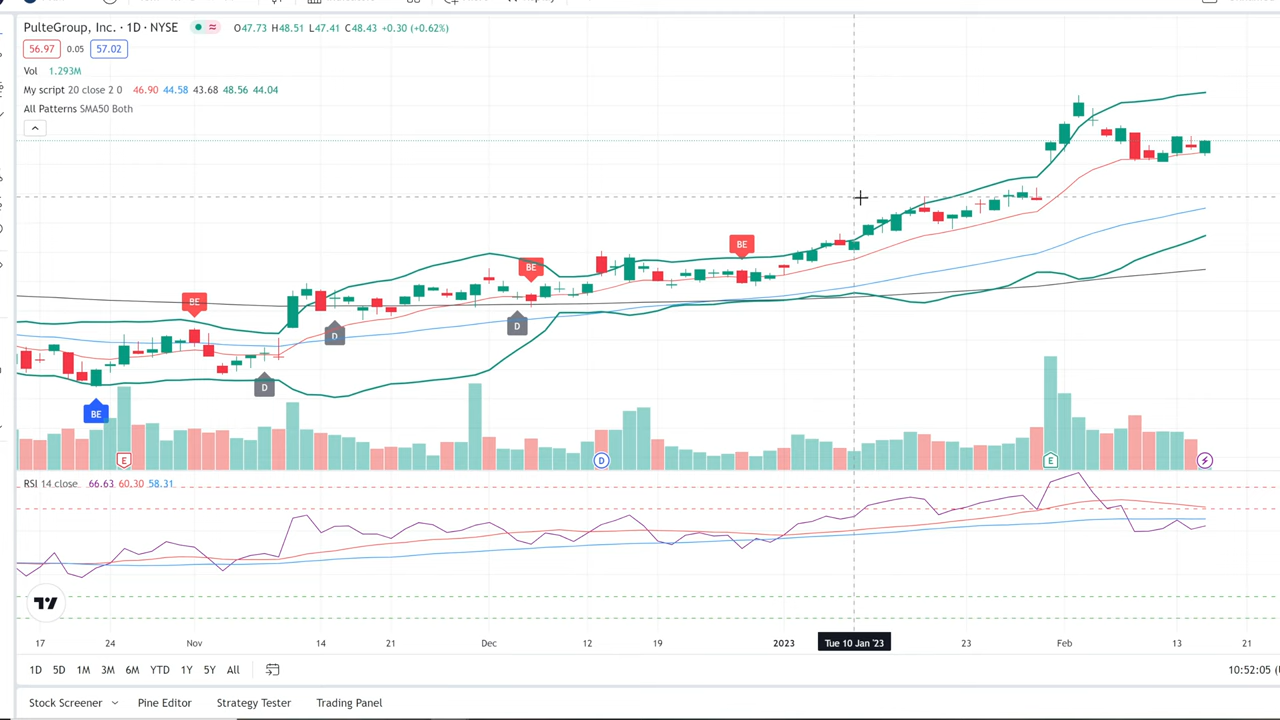 PulteGroup, Inc. · 1D · NYSE O47.73 H48.51 L47.41 C48.43 +0.30 (+0.62%)
56.97 0.05 57.02
Vol 1.293M
My script 20 close 2 0 46.90 44.58 43.68 48.56 44.04
All Patterns SMA50 Both
BE
BE
BE
D
D
D
BE
E
D
E
RSI 14 close 66.63 60.30 58.31
17 24 Nov 14 21 Dec 12 19 2023 Tue 10 Jan '23 23 Feb 13 21
1D 5D 1M 3M 6M YTD 1Y 5Y All 10:52:05 (
Stock Screener Pine Editor Strategy Tester Trading Panel